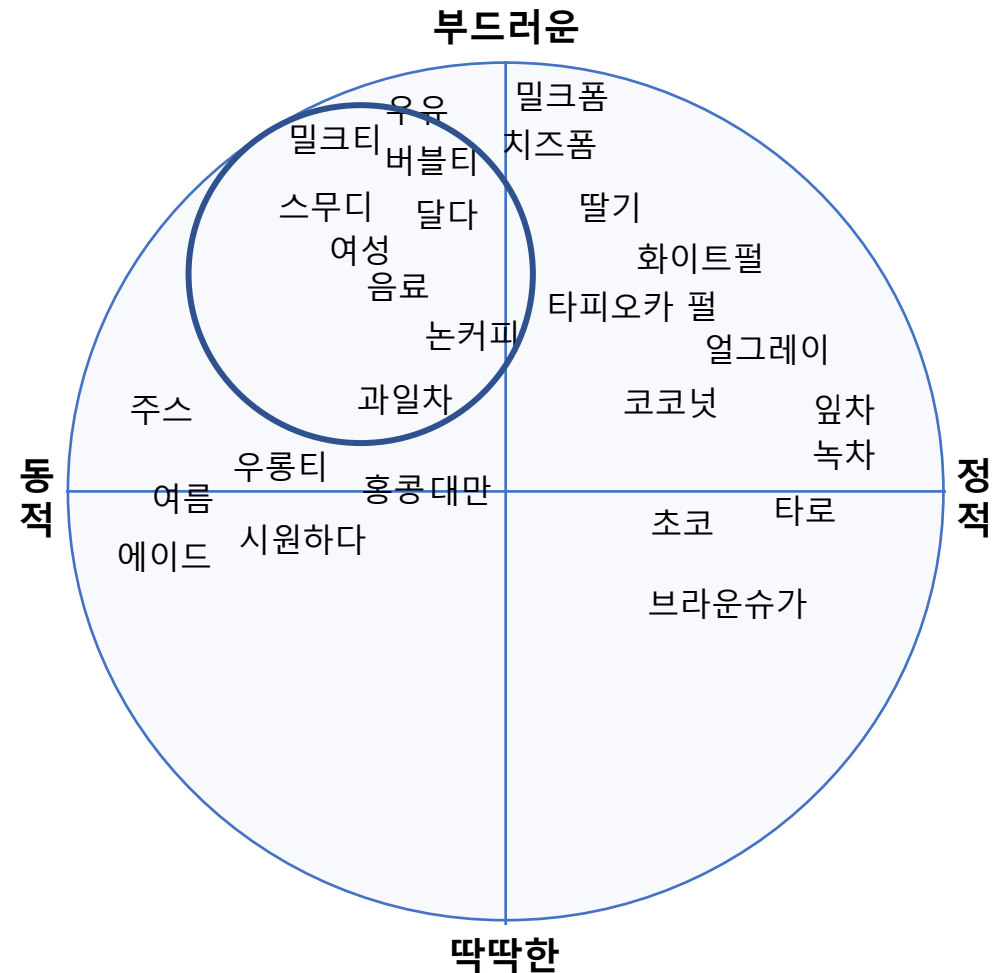 부드러운
우유
밀크폼
밀크티
버블티
치즈폼
스무디
달다
딸기
여성
화이트펄
음료
타피오카 펄
논커피
얼그레이
과일차
코코넛
주스
잎차
녹차
우롱티
동적
정적
여름
홍콩
대만
타로
초코
시원하다
에이드
브라운슈가
딱딱한